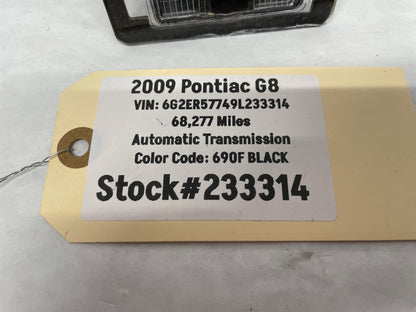 2009 Pontiac G8
VIN: 6G2ER57749L233314
68,277 Miles
Automatic Transmission
Color Code: 690F BLACK
Stock#233314